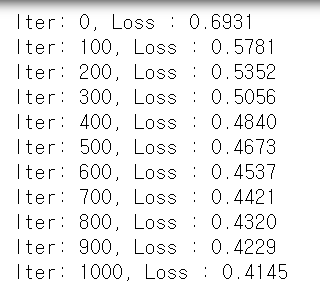 Iter: 0, Loss : 0.6931
Iter: 100, Loss : 0.5781
Iter: 200, Loss : 0.5352
Iter: 300, Loss : 0.5056
Iter: 400, Loss : 0.4840
Iter: 500, Loss : 0.4673
Iter: 600, Loss : 0.4537
Iter: 700, Loss : 0.4421
Iter: 800, Loss : 0.4320
Iter: 900, Loss : 0.4229
Iter: 1000, Loss : 0.4145